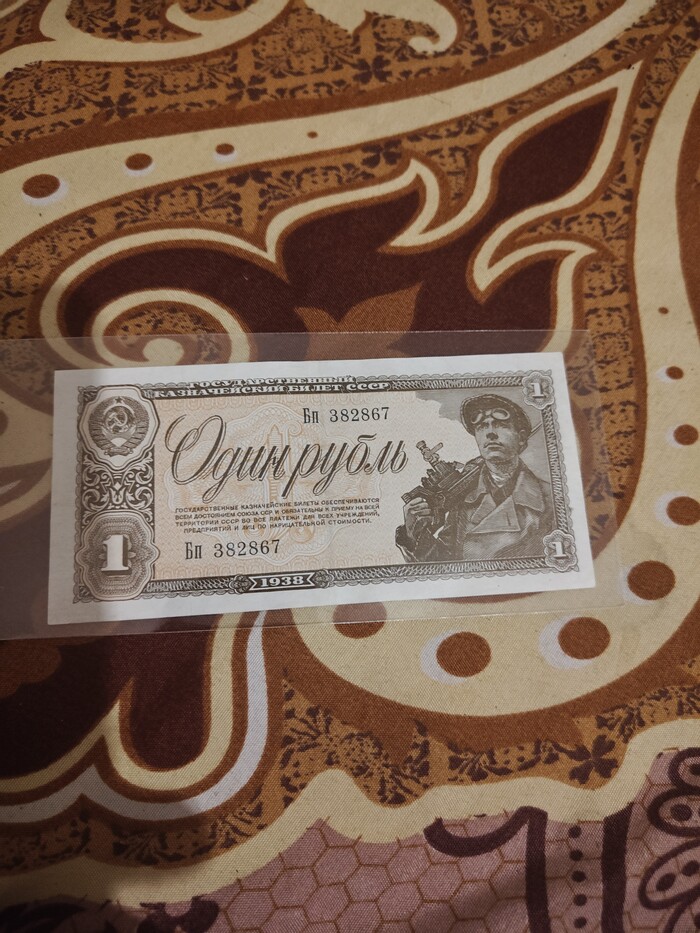 ГОСУДАРСТВЕННЫЙ
КАЗНАЧЕЙСКИЙ БИЛЕТ СССР
1
Бп 382867
Один рубль
ГОСУДАРСТВЕННЫЕ КАЗНАЧЕЙСКИЕ БИЛЕТЫ ОБЕСПЕЧИВАЮТСЯ
ВСЕМ ДОСТОЯНИЕМ СОЮЗА ССР И ОБЯЗАТЕЛЬНЫ К ПРИЕМУ НА ВСЕЙ
ТЕРРИТОРИИ СССР ВО ВСЕ ПЛАТЕЖИ ДЛЯ ВСЕХ УЧРЕЖДЕНИЙ,
ПРЕДПРИЯТИЙ И ЛИЦ ПО НАРИЦАТЕЛЬНОЙ СТОИМОСТИ.
Бп 382867
1
1
1938